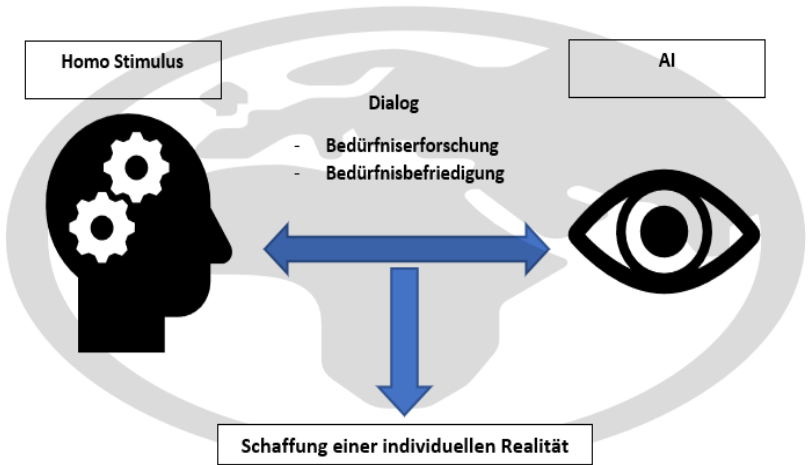 Homo Stimulus
AI
Dialog
- Bedürfniserforschung
- Bedürfnisbefriedigung
Schaffung einer individuellen Realität